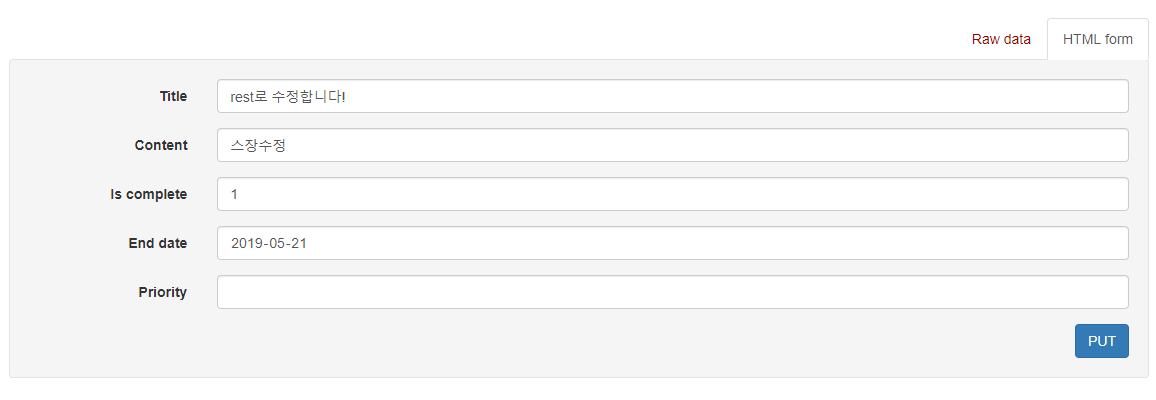 Raw data HTML form
Title rest로 수정합니다!
Content 스장수정
Is complete 1
End date 2019-05-21
Priority
PUT